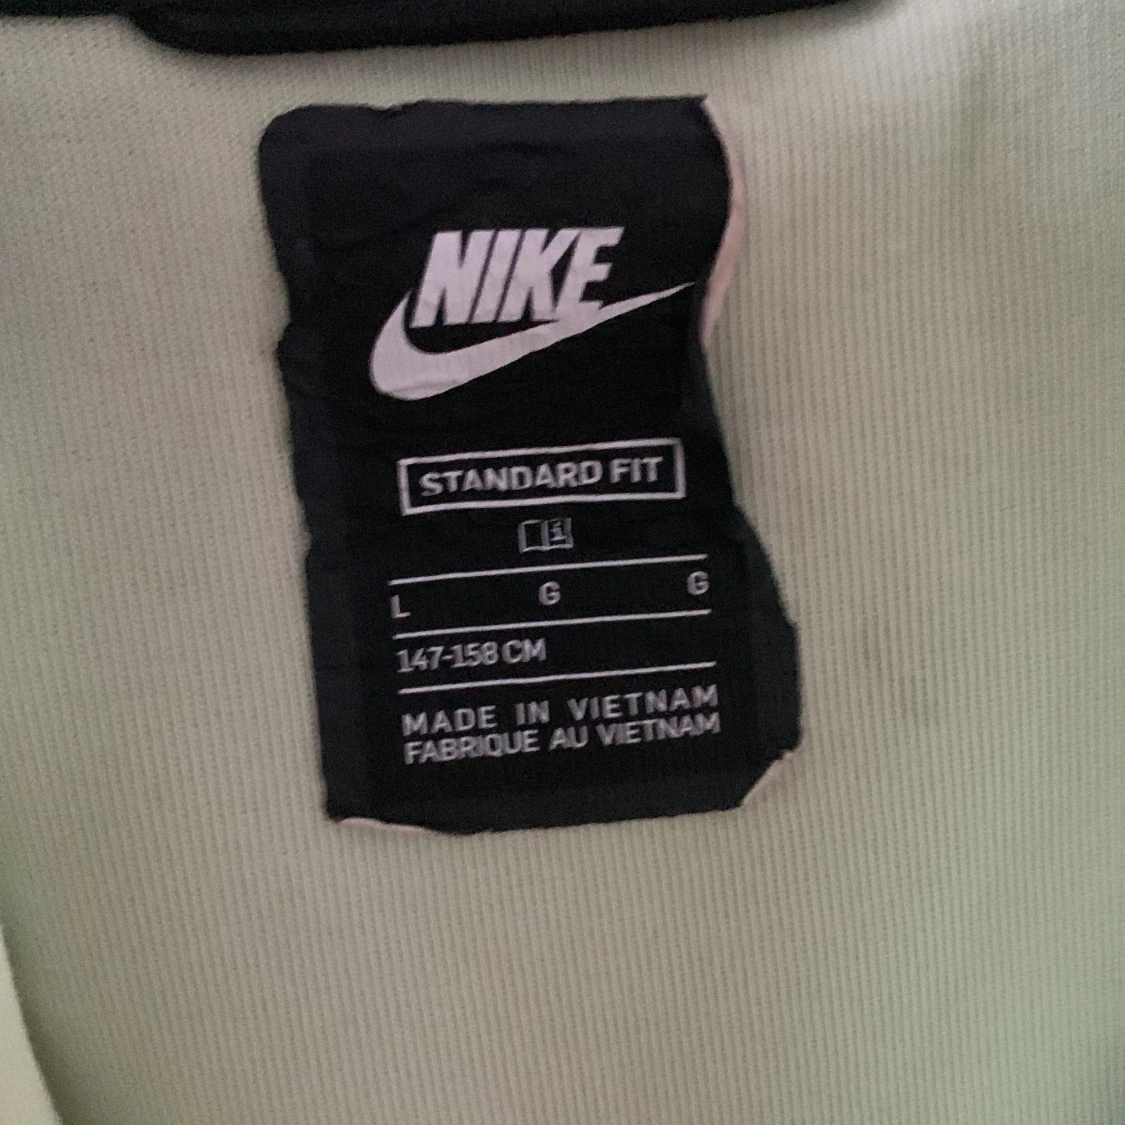 NIKE
STANDARD FIT
i
L G G
147-158 CM
MADE IN VIETNAM
FABRIQUE AU VIETNAM